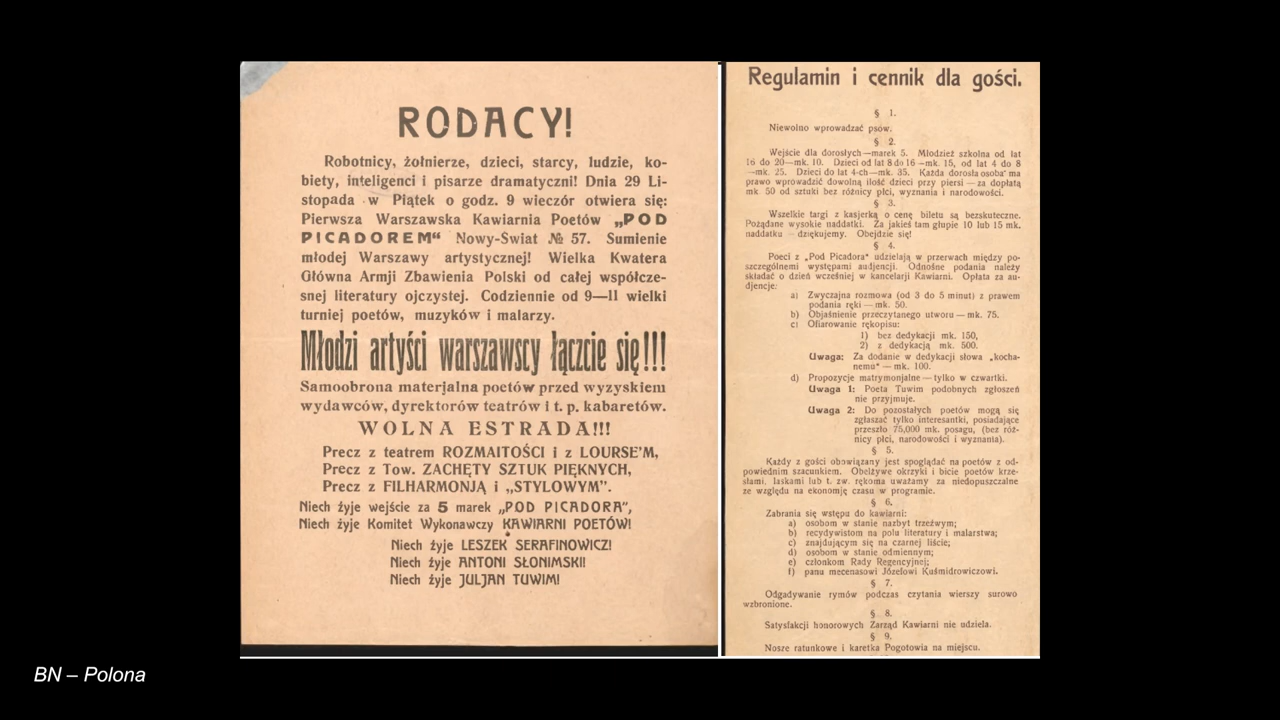 RODACY!
Robotnicy, żołnierze, dzieci, starcy, ludzie, ko-
biety, inteligenci i pisarze dramatyczni! Dnia 29 Li-
stopada w Piątek o godz. 9 wieczór otwiera się:
Pierwsza Warszawska Kawiarnia Poetów „POD
PICADOREM“ Nowy-Świat № 57. Sumienie
młodej Warszawy artystycznej! Wielka Kwatera
Główna Armji Zbawienia Polski od całej współcze-
snej literatury ojczystej. Codziennie od 9—11 wielki
turniej poetów, muzyków i malarzy.
Młodzi artyści warszawscy łączcie się!!!
Samoobrona materjalna poetów przed wyzyskiem
wydawców, dyrektorów teatrów i t. p. kabaretów.
WOLNA ESTRADA!!!
Precz z teatrem ROZMAITOŚCI i z LOURSE'M,
Precz z Tow. ZACHĘTY SZTUK PIĘKNYCH,
Precz z FILHARMONJĄ i „STYLOWYM”.
Niech żyje wejście za 5 marek „POD PICADORA”,
Niech żyje Komitet Wykonawczy KAWIARNI POETÓW!
Niech żyje LESZEK SERAFINOWICZ!
Niech żyje ANTONI SŁONIMSKI!
Niech żyje JULJAN TUWIM!
Regulamin i cennik dla gości.
§ 1.
Niewolno wprowadzać psów.
§ 2.
Wejście dla dorosłych—marek 5. Młodzież szkolna od lat
16 do 20—mk. 10. Dzieci od lat 8 do 16—mk. 15, od lat 4 do 8
—mk. 25. Dzieci do lat 4-ch—mk. 35. Każda dorosła osoba ma
prawo wprowadzić dowolną ilość dzieci przy piersi—za dopłatą
mk 50 od sztuki bez różnicy płci, wyznania i narodowości.
§ 3.
Wszelkie targi z kasjerką o cenę biletu są bezskuteczne.
Pożądane wysokie naddatki. Za jakieś tam głupie 10 lub 15 mk.
naddatku — dziękujemy. Obejdzie się!
§ 4.
Poeci z „Pod Picadora“ udzielają w przerwach między po-
szczególnemi występami audjencji. Odnośne podania należy
składać o dzień wcześniej w kancelarji Kawiarni. Opłata za au-
djencje:
a) Zwyczajna rozmowa (od 3 do 5 minut) z prawem
podania ręki—mk. 50.
b) Objaśnienie przeczytanego utworu—mk. 75.
c) Ofiarowanie rękopisu:
1) bez dedykacji mk. 150,
2) z dedykacją mk. 500.
Uwaga: Za dodanie w dedykacji słowa „kocha-
nemu“—mk. 100.
d) Propozycje matrymonjalne—tylko w czwartki.
Uwaga 1: Poeta Tuwim podobnych zgłoszeń
nie przyjmuje.
Uwaga 2: Do pozostałych poetów mogą się
zgłaszać tylko interesantki, posiadające
przeszło 75,000 mk. posagu, (bez róż-
nicy płci, narodowości i wyznania).
§ 5.
Każdy z gości obowiązany jest spoglądać na poetów z od-
powiednim szacunkiem. Obelżywe okrzyki i bicie poetów krze-
słami, laskami lub t. zw. rękoma uważamy za niedopuszczalne
ze względu na ekonomję czasu w programie.
§ 6.
Zabrania się wstępu do kawiarni:
a) osobom w stanie nazbyt trzeźwym;
b) recydywistom na polu literatury i malarstwa;
c) znajdującym się na czarnej liście;
d) osobom w stanie odmiennym;
e) członkom Rady Regencyjnej;
f) panu mecenasowi Józefowi Kuśmidrowiczowi.
§ 7.
Odgadywanie rymów podczas czytania wierszy surowo
wzbronione.
§ 8.
Satysfakcji honorowych Zarząd Kawiarni nie udziela.
§ 9.
Nosze ratunkowe i karetka Pogotowia na miejscu.
BN – Polona